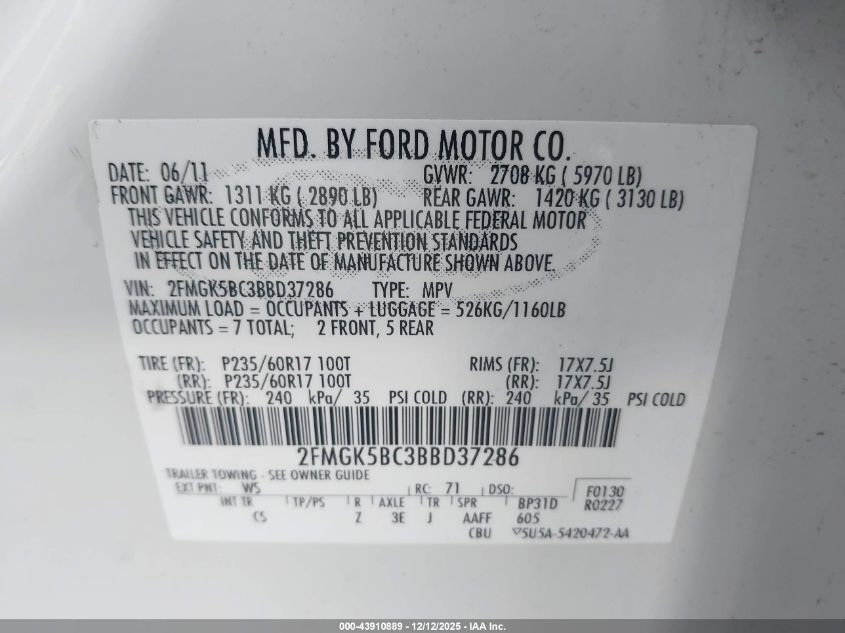 MFD. BY FORD MOTOR CO.
DATE: 06/11 GVWR: 2708 KG ( 5970 LB)
FRONT GAWR: 1311 KG ( 2890 LB) REAR GAWR: 1420 KG ( 3130 LB)
THIS VEHICLE CONFORMS TO ALL APPLICABLE FEDERAL MOTOR
VEHICLE SAFETY AND THEFT PREVENTION STANDARDS
IN EFFECT ON THE DATE OF MANUFACTURE SHOWN ABOVE.
VIN: 2FMGK5BC3BBD37286 TYPE: MPV
MAXIMUM LOAD = OCCUPANTS + LUGGAGE = 526KG/1160LB
OCCUPANTS = 7 TOTAL; 2 FRONT, 5 REAR
TIRE (FR): P235/60R17 100T RIMS (FR): 17X7.5J
(RR): P235/60R17 100T (RR): 17X7.5J
PRESSURE (FR): 240 kPa/ 35 PSI COLD (RR): 240 kPa/ 35 PSI COLD
2FMGK5BC3BBD37286
TRAILER TOWING - SEE OWNER GUIDE
EXT PNT: WS RC: 71 DSO: F0130
INT TR TP/PS R AXLE TR SPR BP31D R0227
CS Z 3E J AAFF 605
CBU ▽5U5A-5420472-AA
000-43910889 - 12/12/2025 - IAA Inc.